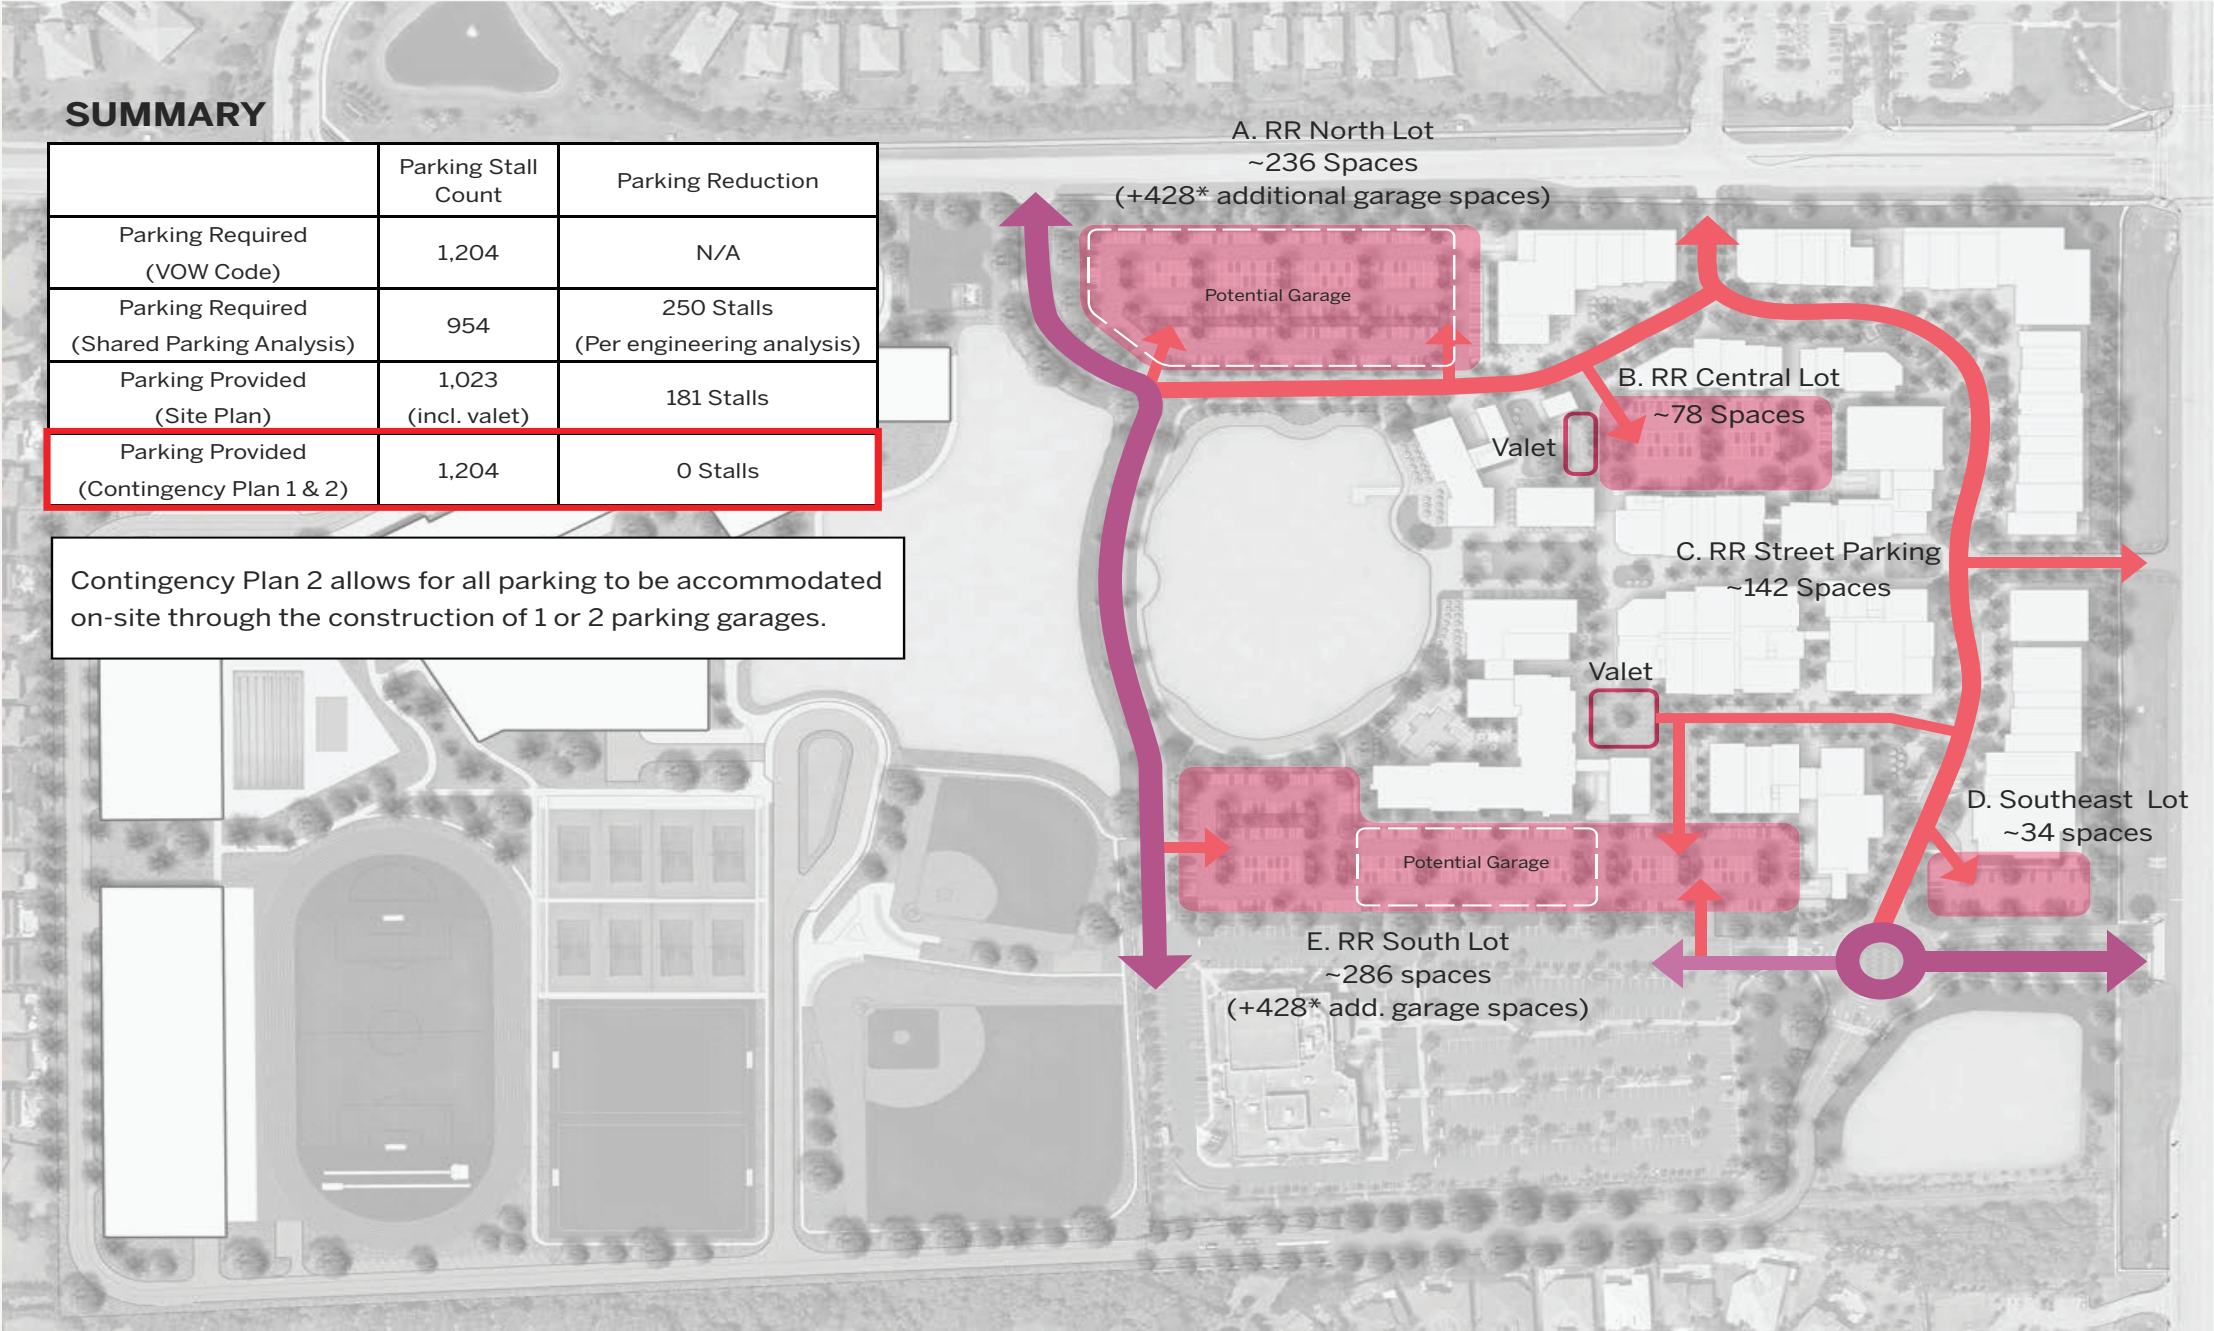 SUMMARY
Parking Stall
Count
Parking Reduction
Parking Required
(VOW Code)
1,204
N/A
Parking Required
(Shared Parking Analysis)
954
250 Stalls
(Per engineering analysis)
Parking Provided
(Site Plan)
1,023
(incl. valet)
181 Stalls
Parking Provided
(Contingency Plan 1 & 2)
1,204
0 Stalls
Contingency Plan 2 allows for all parking to be accommodated
on-site through the construction of 1 or 2 parking garages.
A. RR North Lot
~236 Spaces
(+428* additional garage spaces)
Potential Garage
B. RR Central Lot
~78 Spaces
Valet
C. RR Street Parking
~142 Spaces
Valet
D. Southeast Lot
~34 spaces
Potential Garage
E. RR South Lot
~286 spaces
(+428* add. garage spaces)